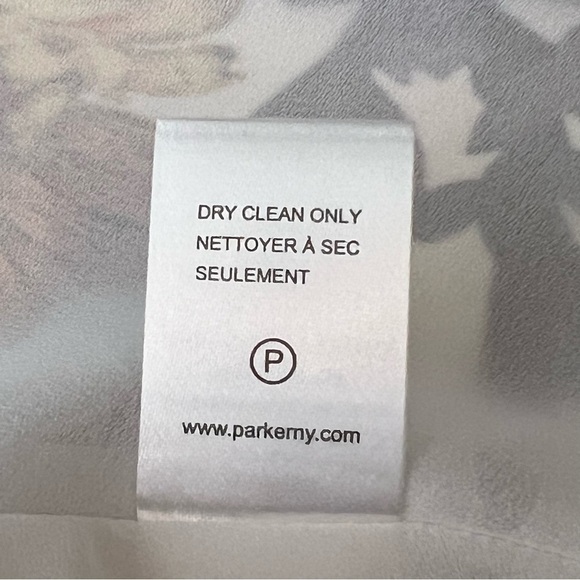 DRY CLEAN ONLY
NETTOYER À SEC
SEULEMENT
P
www.parkerny.com